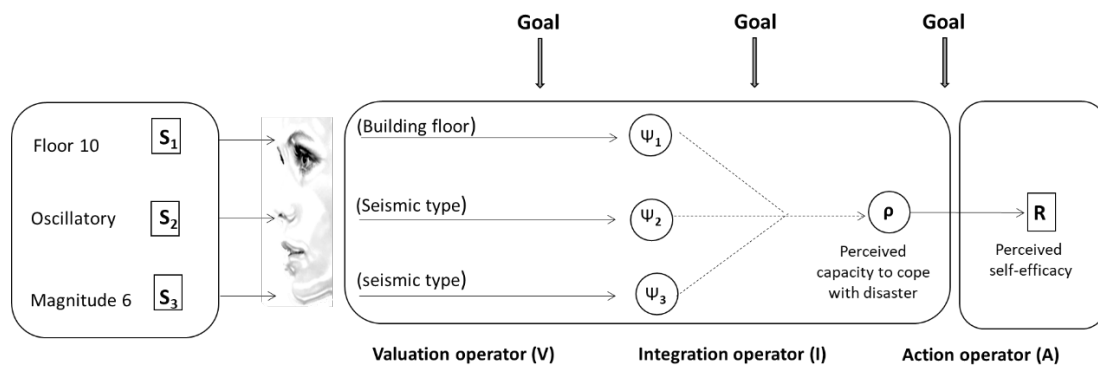 Goal
Goal
Goal
Floor 10
S1
(Building floor)
Ψ1
Oscillatory
S2
(Seismic type)
Ψ2
ρ
R
Perceived
capacity to cope
with disaster
Perceived
self-efficacy
Magnitude 6
S3
(seismic type)
Ψ3
Valuation operator (V)
Integration operator (I)
Action operator (A)